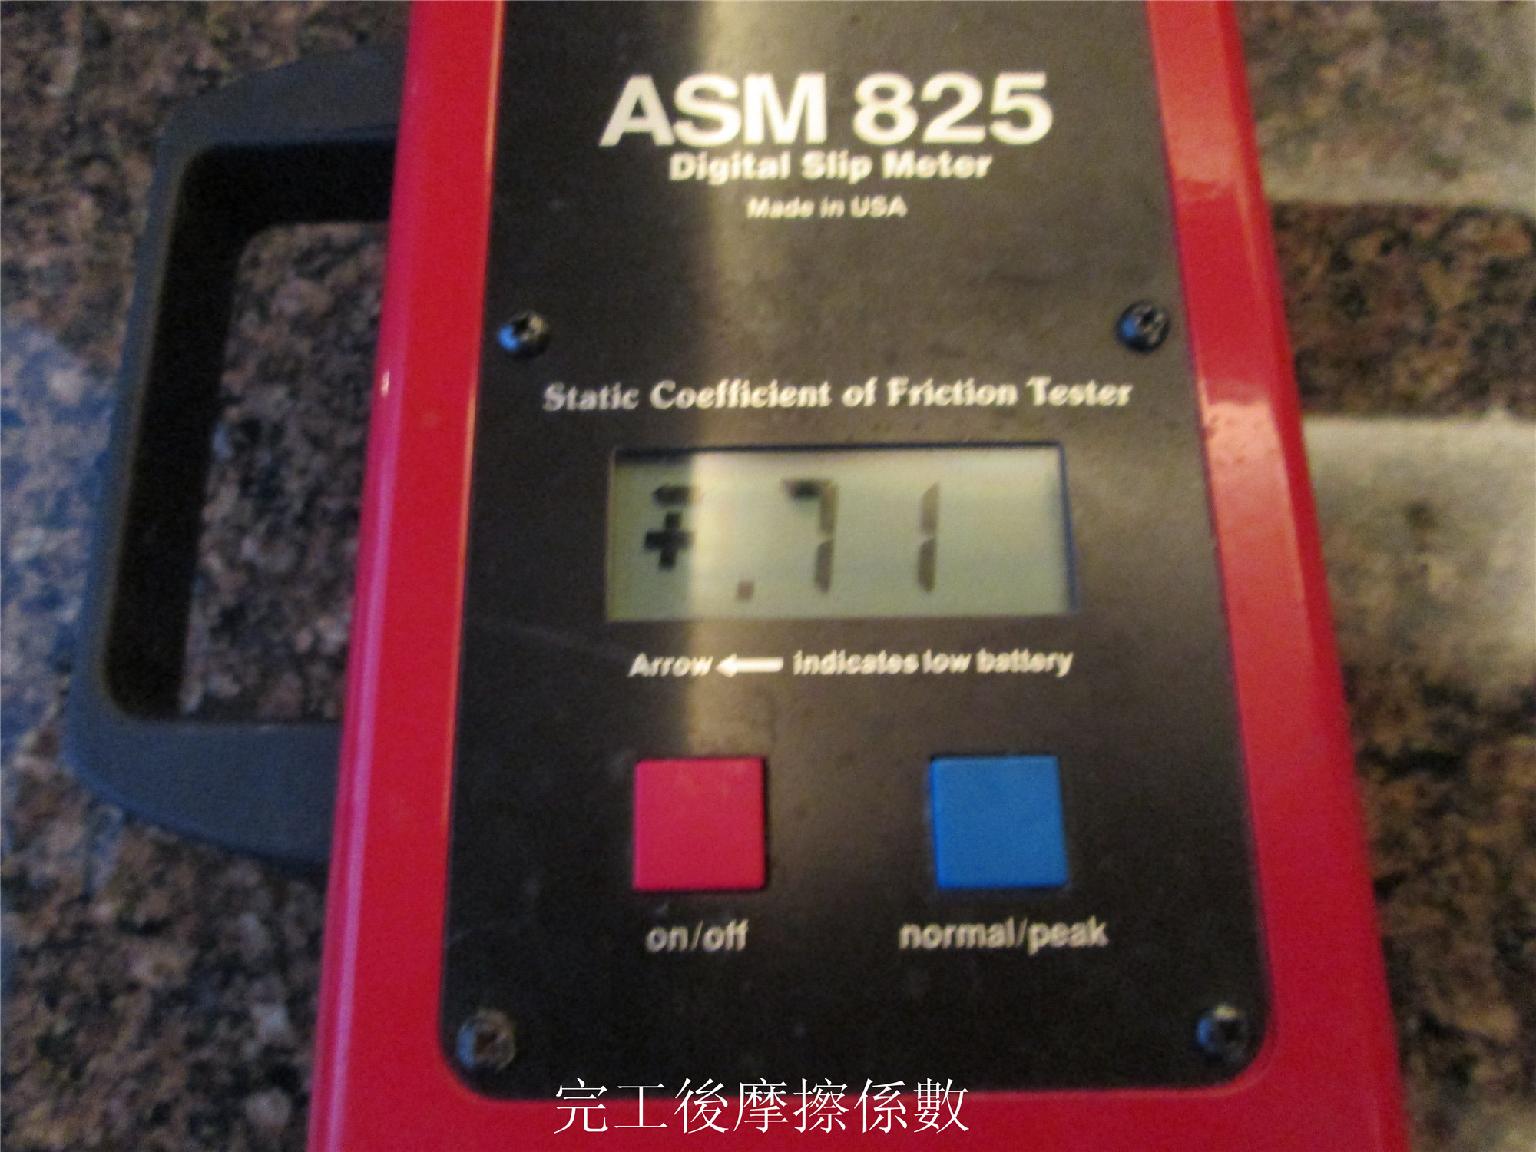 ASM 825
Digital Slip Meter
Made in USA
Static Coefficient of Friction Tester
.71
Arrow ← indicates low battery
on/off
normal/peak
完工後摩擦係數